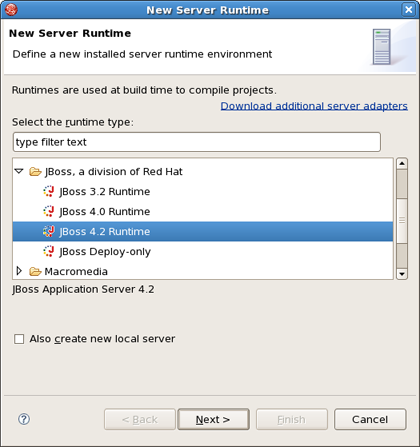 New Server Runtime
New Server Runtime
Define a new installed server runtime environment
Runtimes are used at build time to compile projects.
Download additional server adapters
Select the runtime type:
type filter text
JBoss, a division of Red Hat
JBoss 3.2 Runtime
JBoss 4.0 Runtime
JBoss 4.2 Runtime
JBoss Deploy-only
Macromedia
JBoss Application Server 4.2
Also create new local server
? < Back Next > Finish Cancel